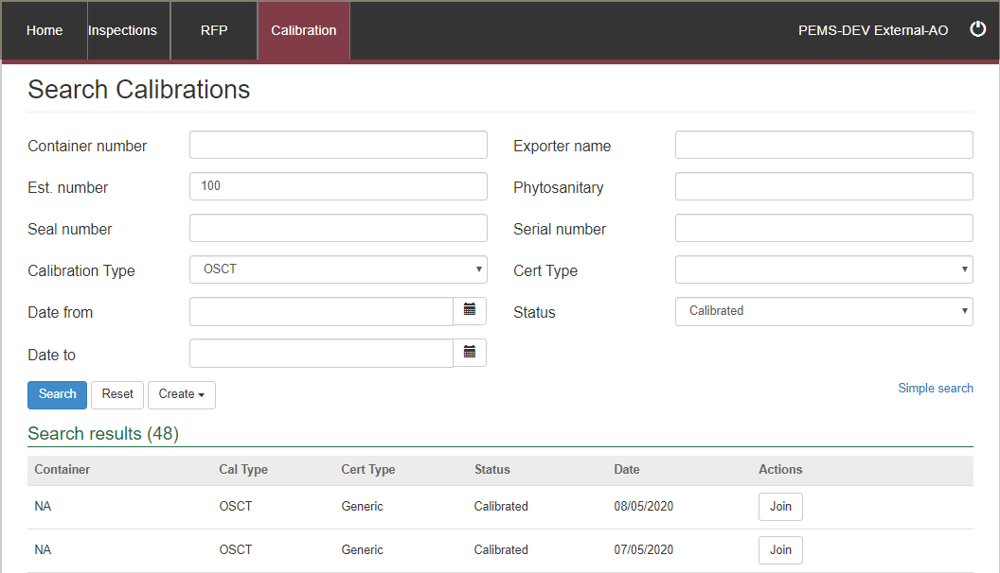 Home Inspections RFP Calibration PEMS-DEV External-AO
Search Calibrations
Container number Exporter name
Est. number 100 Phytosanitary
Seal number Serial number
Calibration Type OSCT Cert Type
Date from Status Calibrated
Date to
Search Reset Create Simple search
Search results (48)
Container Cal Type Cert Type Status Date Actions
NA OSCT Generic Calibrated 08/05/2020 Join
NA OSCT Generic Calibrated 07/05/2020 Join